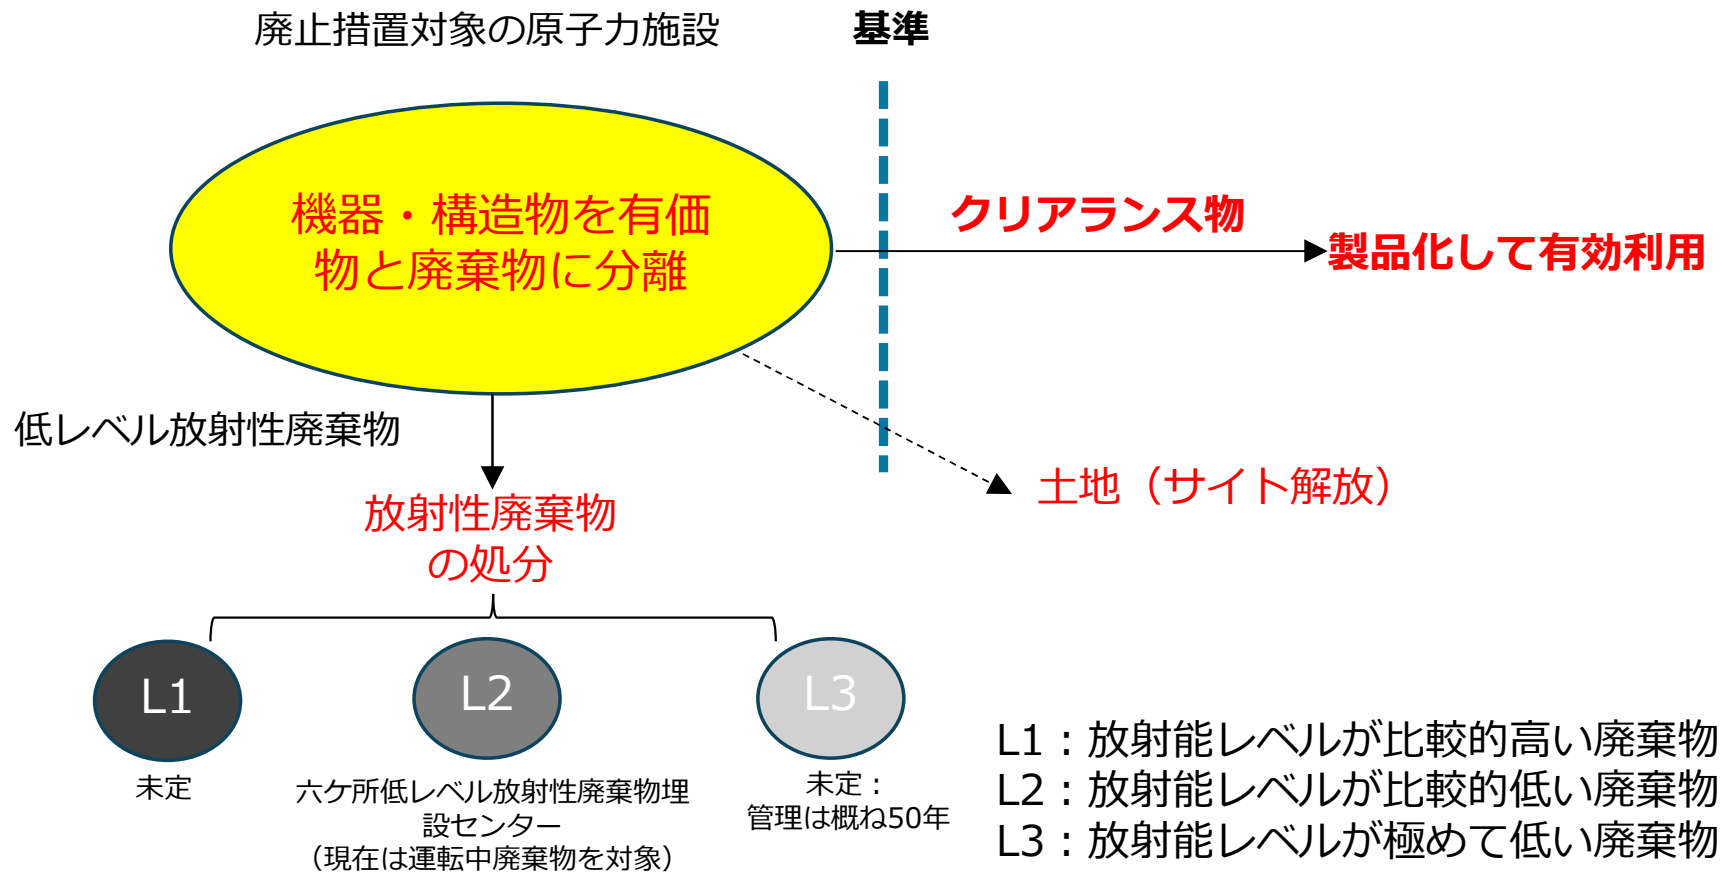 廃止措置対象の原子力施設
基準
機器・構造物を有価
物と廃棄物に分離
クリアランス物
製品化して有効利用
低レベル放射性廃棄物
土地（サイト解放）
放射性廃棄物
の処分
L1
L2
L3
未定
六ケ所低レベル放射性廃棄物埋
設センター
（現在は運転中廃棄物を対象）
未定：
管理は概ね50年
L1：放射能レベルが比較的高い廃棄物
L2：放射能レベルが比較的低い廃棄物
L3：放射能レベルが極めて低い廃棄物